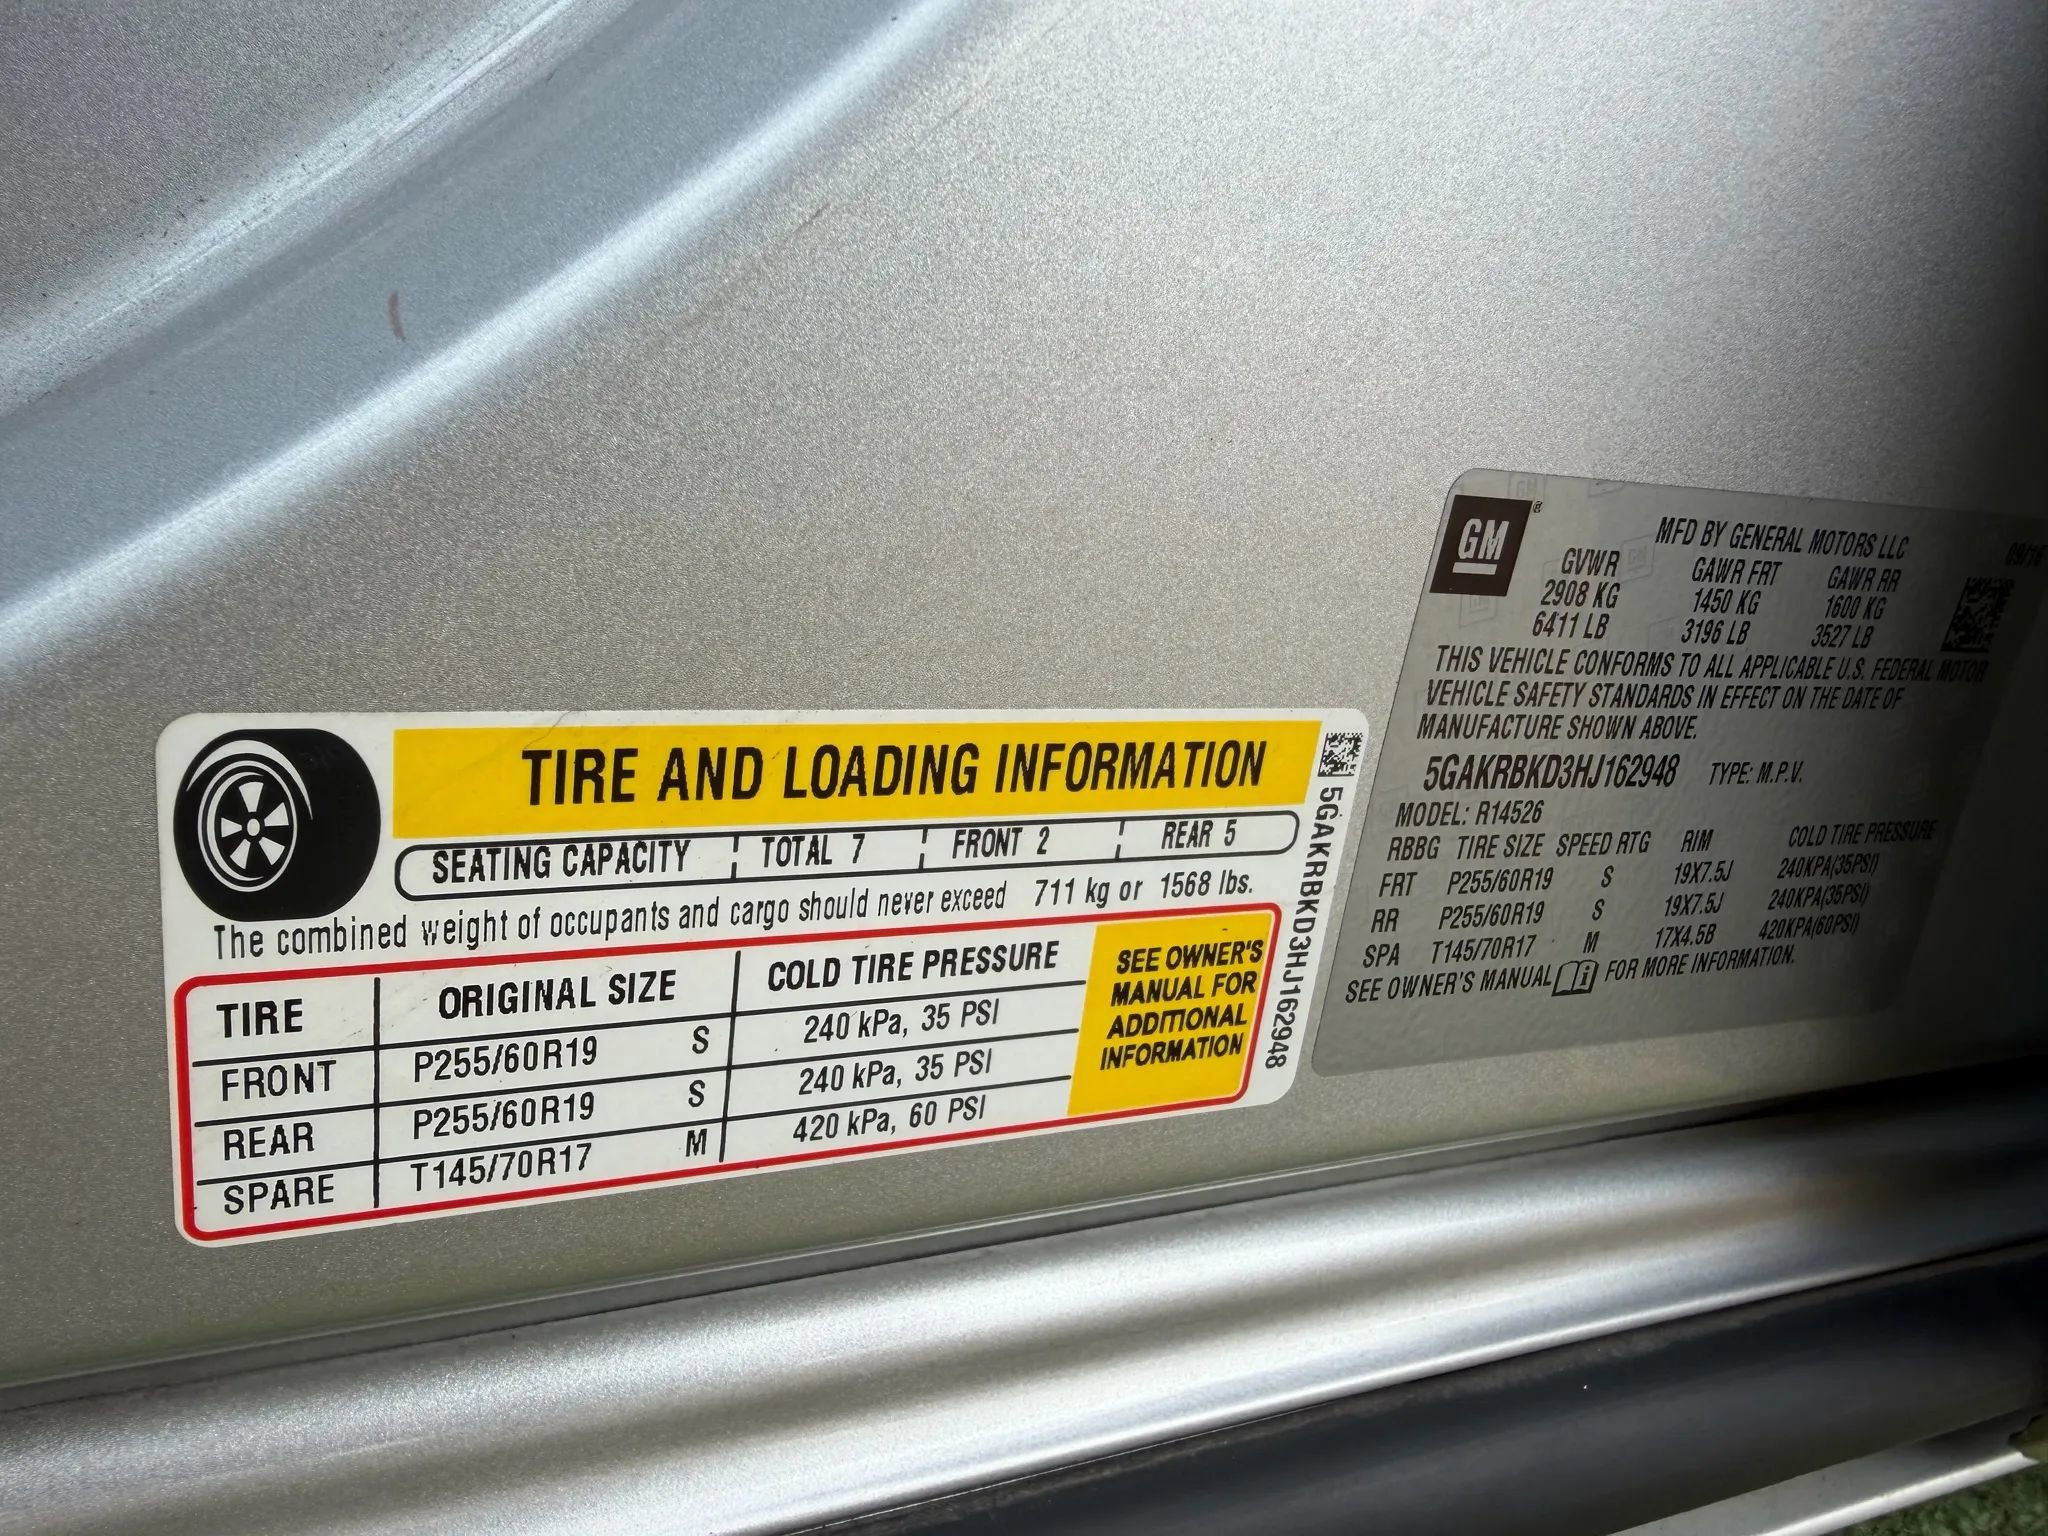 TIRE AND LOADING INFORMATION
SEATING CAPACITY TOTAL 7 FRONT 2 REAR 5
The combined weight of occupants and cargo should never exceed 711 kg or 1568 lbs.
TIRE ORIGINAL SIZE COLD TIRE PRESSURE
FRONT P255/60R19 S 240 kPa, 35 PSI
REAR P255/60R19 S 240 kPa, 35 PSI
SPARE T145/70R17 M 420 kPa, 60 PSI
SEE OWNER'S
MANUAL FOR
ADDITIONAL
INFORMATION
5GAKRBKD3HJ162948
GM®
MFD BY GENERAL MOTORS LLC 09/16
GVWR GAWR FRT GAWR RR
2908 KG 1450 KG 1600 KG
6411 LB 3196 LB 3527 LB
THIS VEHICLE CONFORMS TO ALL APPLICABLE U.S. FEDERAL MOTOR
VEHICLE SAFETY STANDARDS IN EFFECT ON THE DATE OF
MANUFACTURE SHOWN ABOVE.
5GAKRBKD3HJ162948 TYPE: M.P.V.
MODEL: R14526
RBBG TIRE SIZE SPEED RTG RIM COLD TIRE PRESSURE
FRT P255/60R19 S 19X7.5J 240KPA(35PSI)
RR P255/60R19 S 19X7.5J 240KPA(35PSI)
SPA T145/70R17 M 17X4.5B 420KPA(60PSI)
SEE OWNER'S MANUAL FOR MORE INFORMATION.